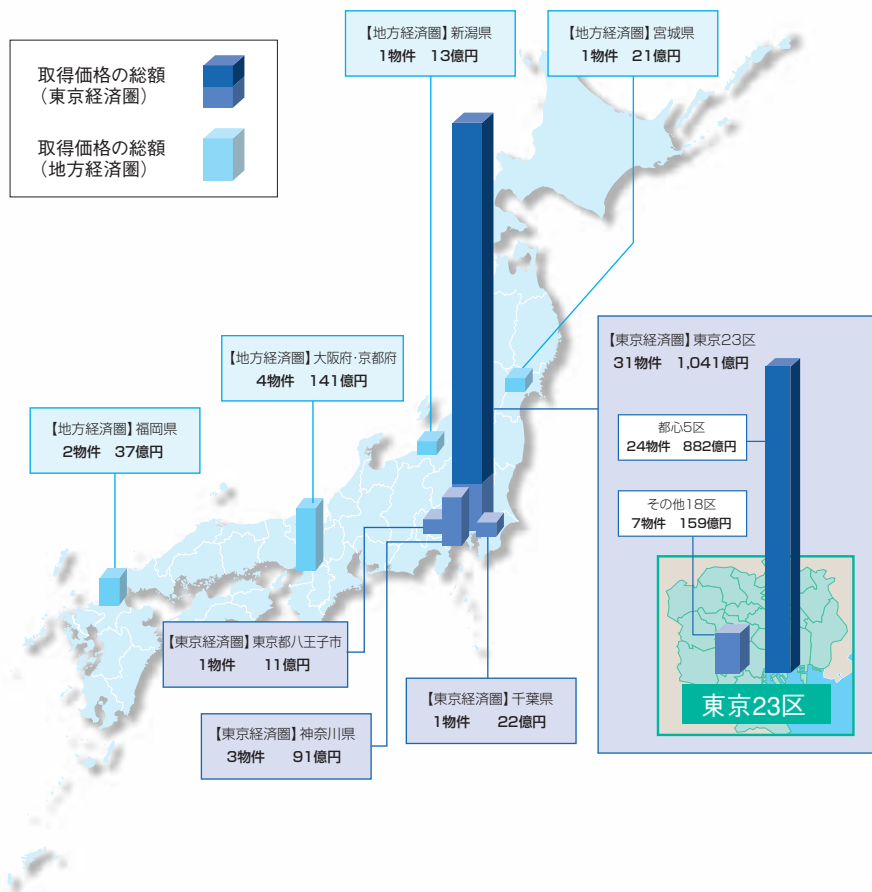 取得価格の総額
（東京経済圏）
取得価格の総額
（地方経済圏）
【地方経済圏】新潟県
1物件 13億円
【地方経済圏】宮城県
1物件 21億円
【地方経済圏】大阪府・京都府
4物件 141億円
【地方経済圏】福岡県
2物件 37億円
【東京経済圏】東京23区
31物件 1,041億円
都心5区
24物件 882億円
その他18区
7物件 159億円
東京23区
【東京経済圏】東京都八王子市
1物件 11億円
【東京経済圏】千葉県
1物件 22億円
【東京経済圏】神奈川県
3物件 91億円